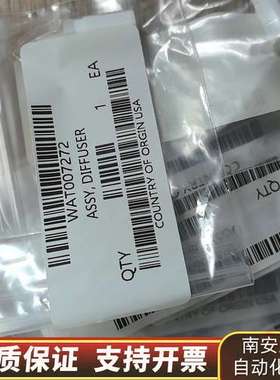 WAT007272
ASSY, DIFFUSER
1 EA
QTY
COUNTRY OF ORIGIN USA
质保证 支持开票
南安
自动化